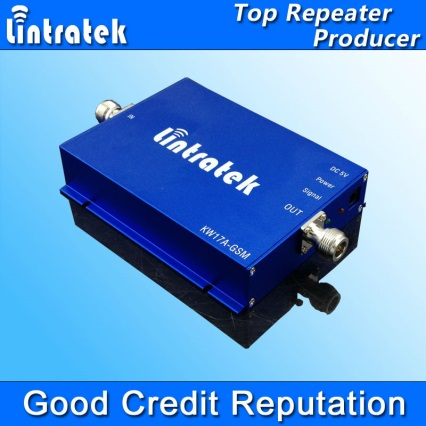 Lintratek
Top Repeater
Producer
IN
Lintratek
DC 5V
Power
Signal
OUT
KW17A-GSM
Good Credit Reputation